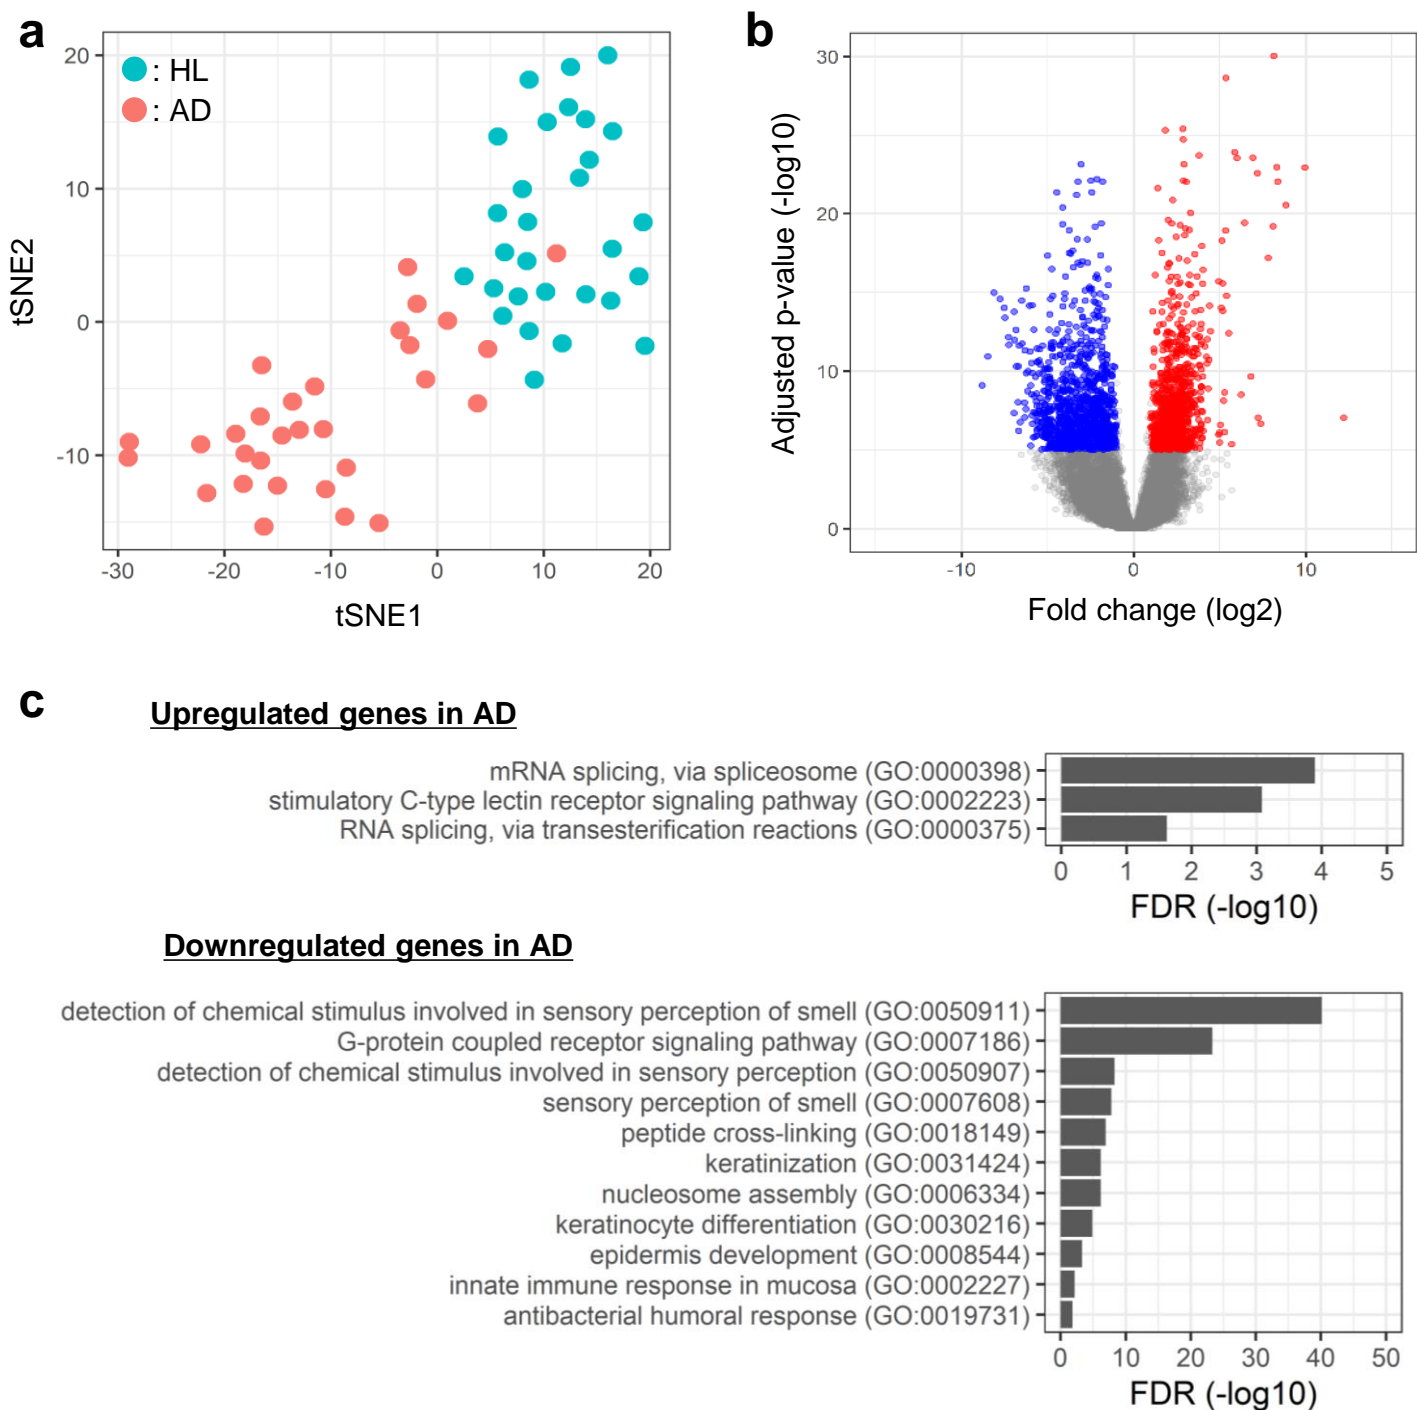 a
20
10
0
-10
: HL
: AD
-30 -20 -10 0 10 20
tSNE1
tSNE2
b
30
20
10
0
-10 0 10
Fold change (log2)
Adjusted p-value (-log10)
c
Upregulated genes in AD
mRNA splicing, via spliceosome (GO:0000398)
stimulatory C-type lectin receptor signaling pathway (GO:0002223)
RNA splicing, via transesterification reactions (GO:0000375)
0 1 2 3 4 5
FDR (-log10)
Downregulated genes in AD
detection of chemical stimulus involved in sensory perception of smell (GO:0050911)
G-protein coupled receptor signaling pathway (GO:0007186)
detection of chemical stimulus involved in sensory perception (GO:0050907)
sensory perception of smell (GO:0007608)
peptide cross-linking (GO:0018149)
keratinization (GO:0031424)
nucleosome assembly (GO:0006334)
keratinocyte differentiation (GO:0030216)
epidermis development (GO:0008544)
innate immune response in mucosa (GO:0002227)
antibacterial humoral response (GO:0019731)
0 10 20 30 40 50
FDR (-log10)